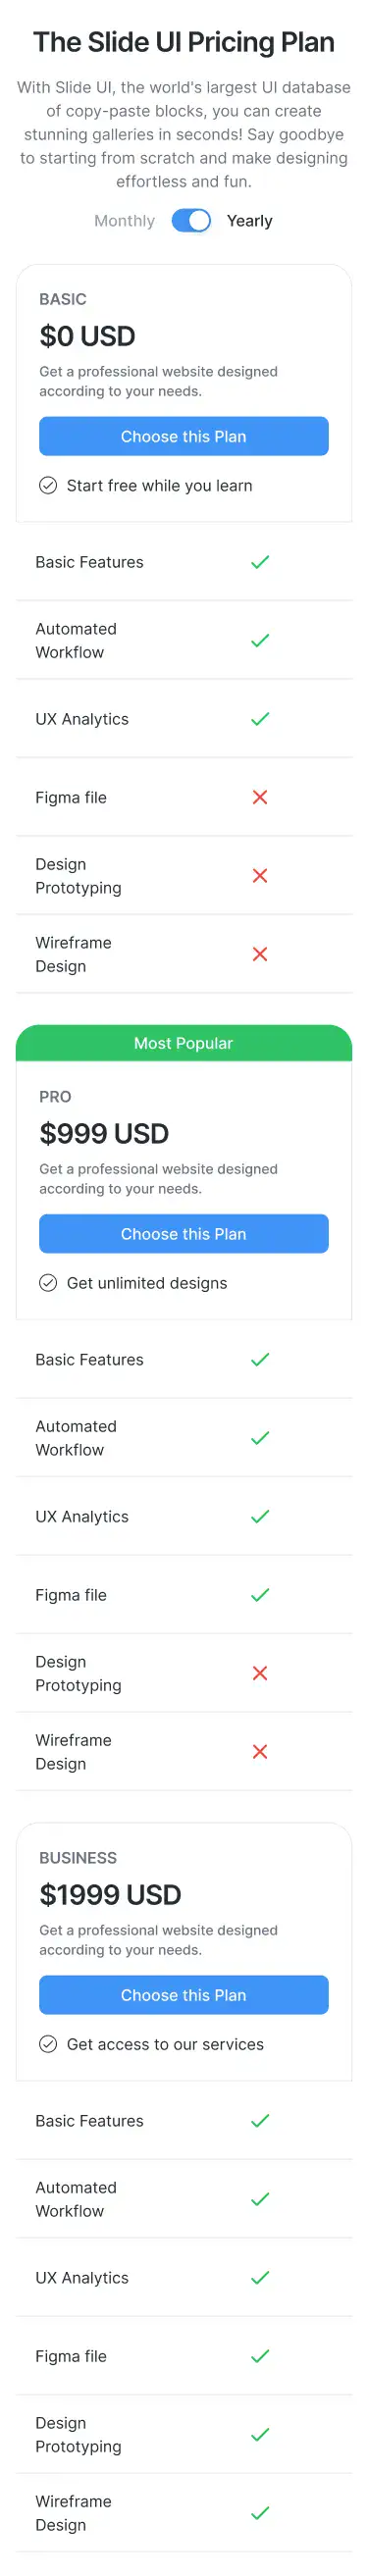 The Slide UI Pricing Plan
With Slide UI, the world's largest UI database
of copy-paste blocks, you can create
stunning galleries in seconds! Say goodbye
to starting from scratch and make designing
effortless and fun.
Monthly Yearly
BASIC
$0 USD
Get a professional website designed
according to your needs.
Choose this Plan
Start free while you learn
Basic Features
Automated
Workflow
UX Analytics
Figma file
Design
Prototyping
Wireframe
Design
Most Popular
PRO
$999 USD
Get a professional website designed
according to your needs.
Choose this Plan
Get unlimited designs
Basic Features
Automated
Workflow
UX Analytics
Figma file
Design
Prototyping
Wireframe
Design
BUSINESS
$1999 USD
Get a professional website designed
according to your needs.
Choose this Plan
Get access to our services
Basic Features
Automated
Workflow
UX Analytics
Figma file
Design
Prototyping
Wireframe
Design